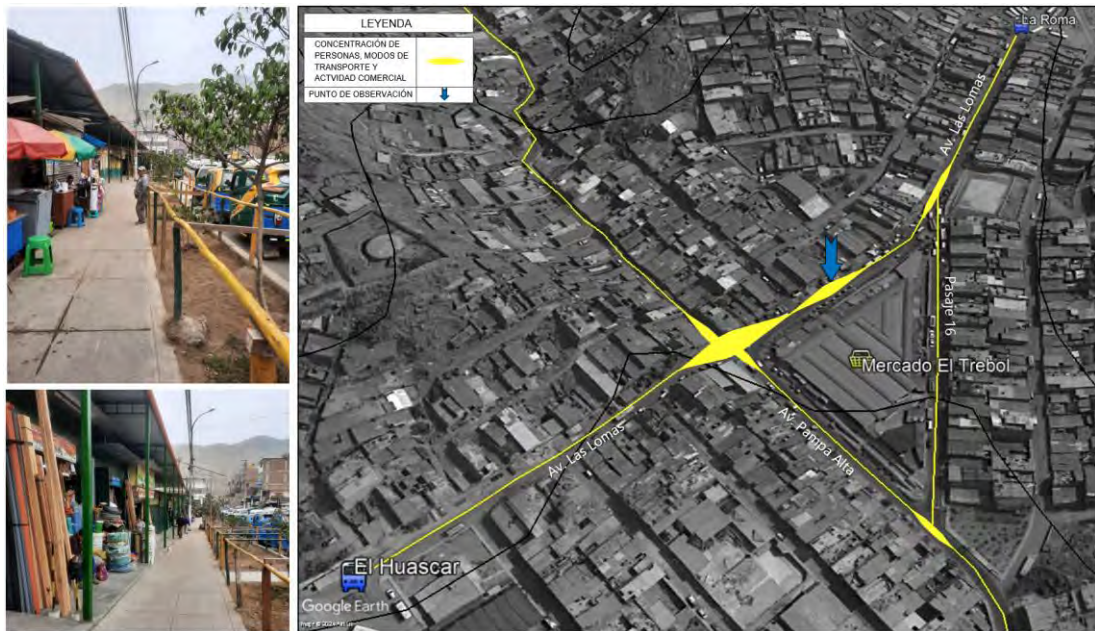 LEYENDA
CONCENTRACIÓN DE
PERSONAS, MODOS DE
TRANSPORTE Y
ACTVIDAD COMERCIAL
PUNTO DE OBSERVACIÓN
La Roma
Av. Las Lomas
Pasaje 16
Mercado El Trebol
Av. Las Lomas
Av. Pampa Alta
El Huascar
Google Earth